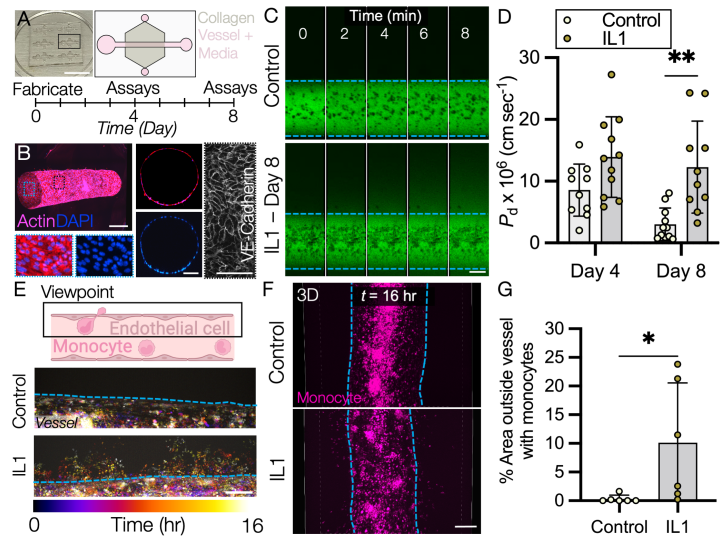 A
Collagen
Vessel +
Media
Fabricate
Assays
Assays
0
4
8
Time (Day)
B
Actin DAPI
VE-Cadherin
C
Time (min)
0
2
4
6
8
Control
IL1 – Day 8
D
Control
IL1
**
Pd x 10⁶ (cm sec⁻¹)
30
20
10
0
Day 4
Day 8
E
Viewpoint
Endothelial cell
Monocyte
Control
Vessel
IL1
0
16
Time (hr)
F
3D
t = 16 hr
Control
Monocyte
IL1
G
*
% Area outside vessel
with monocytes
30
25
20
15
10
5
0
Control
IL1